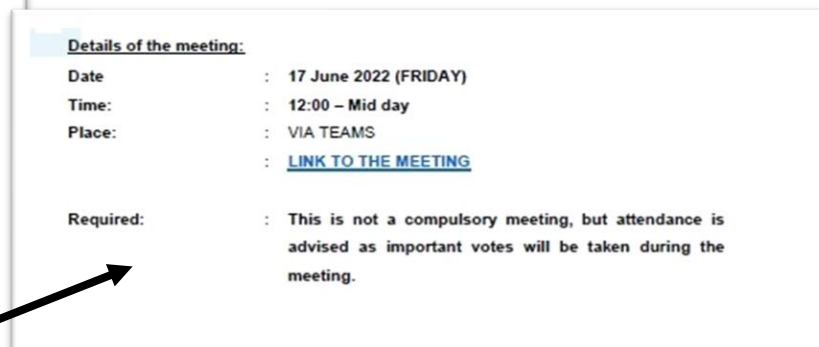 Details of the meeting:
Date : 17 June 2022 (FRIDAY)
Time: : 12:00 – Mid day
Place: : VIA TEAMS
: LINK TO THE MEETING
Required: : This is not a compulsory meeting, but attendance is
advised as important votes will be taken during the
meeting.